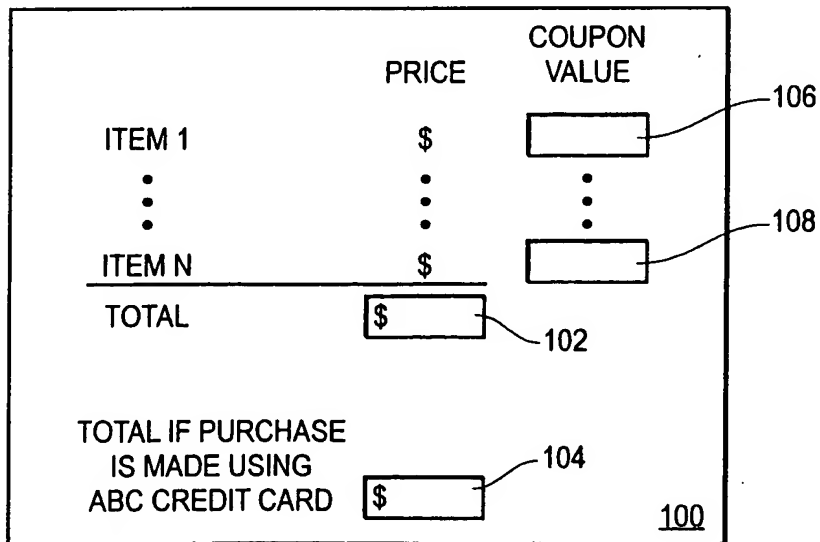 COUPON
PRICE VALUE
106
ITEM 1 $
108
ITEM N $
TOTAL $
102
TOTAL IF PURCHASE
IS MADE USING
104
ABC CREDIT CARD $
100